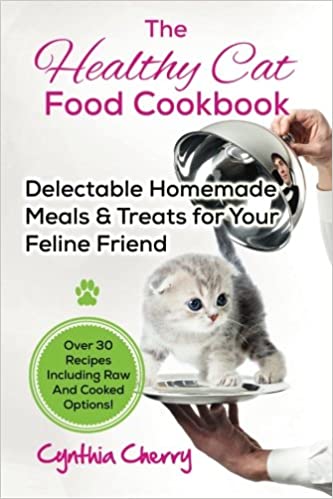 The
Healthy Cat
Food Cookbook
Delectable Homemade
Meals & Treats for Your
Feline Friend
Over 30
Recipes
Including Raw
And Cooked
Options!
Cynthia Cherry